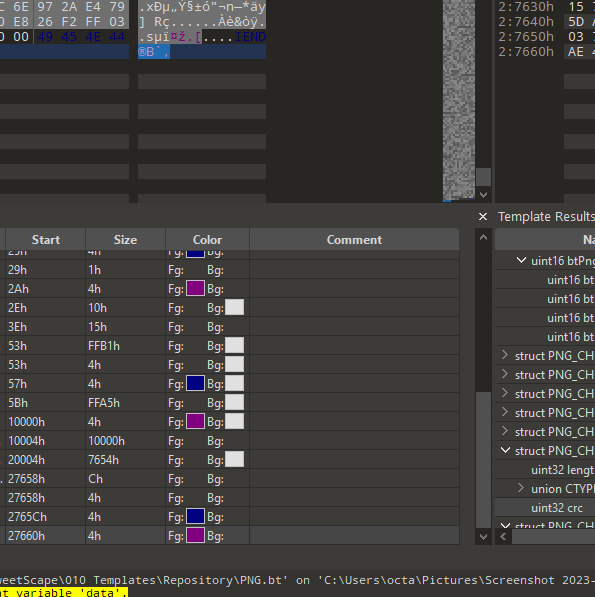 C 6E 97 2A E4 79 .xÐµ„Ý§±ó"¬n—*äy
0 E8 26 F2 FF 03 ] Rç......Àè&òÿ.
00 49 45 4E 44 .sµï¤ž.[....IEND
®B`‚
2:7630h 15 7
2:7640h 5D A
2:7650h 03 7
2:7660h AE 4
Start Size Color Comment
29h 1h Fg: Bg:
2Ah 4h Fg: Bg:
2Eh 10h Fg: Bg:
3Eh 15h Fg: Bg:
53h FFB1h Fg: Bg:
53h 4h Fg: Bg:
57h 4h Fg: Bg:
5Bh FFA5h Fg: Bg:
10000h 4h Fg: Bg:
10004h 10000h Fg: Bg:
20004h 7654h Fg: Bg:
27658h Ch Fg: Bg:
27658h 4h Fg: Bg:
2765Ch 4h Fg: Bg:
27660h 4h Fg: Bg:
Template Results
Na
uint16 btPn
uint16 bt
uint16 bt
uint16 bt
uint16 bt
struct PNG_CH
struct PNG_CH
struct PNG_CH
struct PNG_CH
struct PNG_CH
struct PNG_CH
uint32 length
union CTYP
uint32 crc
struct PNG_CH
weetScape\010 Templates\Repository\PNG.bt' on 'C:\Users\octa\Pictures\Screenshot 2023-
nt variable 'data'.